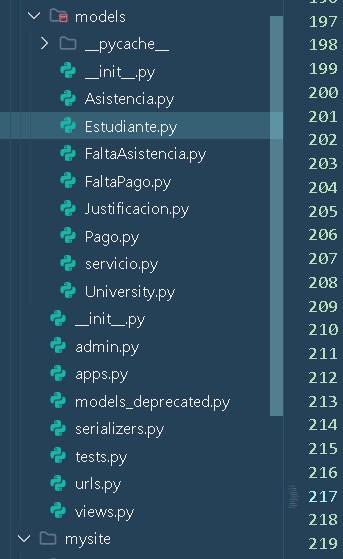 models
__pycache__
__init__.py
Asistencia.py
Estudiante.py
FaltaAsistencia.py
FaltaPago.py
Justificacion.py
Pago.py
servicio.py
University.py
__init__.py
admin.py
apps.py
models_deprecated.py
serializers.py
tests.py
urls.py
views.py
mysite
197
198
199
200
201
202
203
204
205
206
207
208
209
210
211
212
213
214
215
216
217
218
219